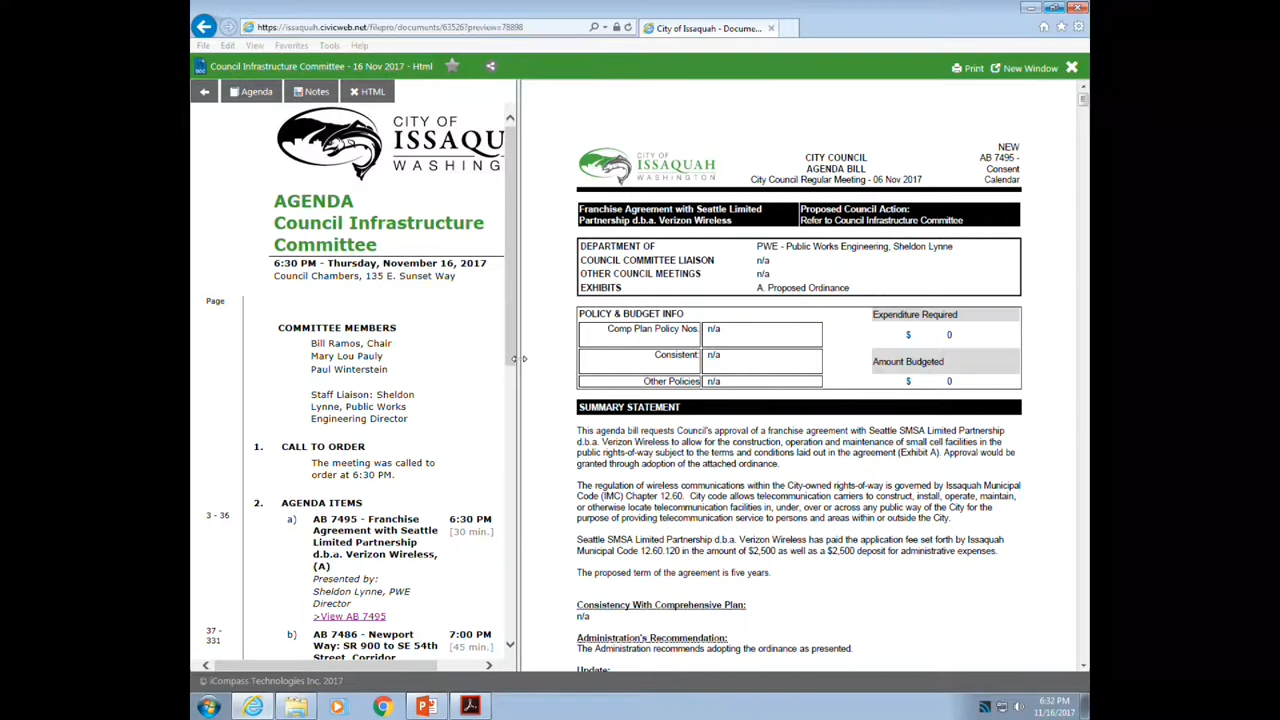 https://issaquah.civicweb.net/filepro/documents/63526?preview=78898
City of Issaquah - Docume...
File Edit View Favorites Tools Help
Council Infrastructure Committee - 16 Nov 2017 - Html
Print New Window
Agenda Notes HTML
CITY OF
ISSAQU
WASHING
AGENDA
Council Infrastructure
Committee
6:30 PM - Thursday, November 16, 2017
Council Chambers, 135 E. Sunset Way
Page
COMMITTEE MEMBERS
Bill Ramos, Chair
Mary Lou Pauly
Paul Winterstein
Staff Liaison: Sheldon
Lynne, Public Works
Engineering Director
1. CALL TO ORDER
The meeting was called to
order at 6:30 PM.
2. AGENDA ITEMS
3 - 36
a) AB 7495 - Franchise 6:30 PM
Agreement with Seattle [30 min.]
Limited Partnership
d.b.a. Verizon Wireless,
(A)
Presented by:
Sheldon Lynne, PWE
Director
>View AB 7495
37 -
331
b) AB 7486 - Newport 7:00 PM
Way: SR 900 to SE 54th [45 min.]
Street, Corridor
CITY OF
ISSAQUAH
WASHINGTON
CITY COUNCIL
AGENDA BILL
City Council Regular Meeting - 06 Nov 2017
NEW
AB 7495 -
Consent
Calendar
Franchise Agreement with Seattle Limited
Partnership d.b.a. Verizon Wireless
Proposed Council Action:
Refer to Council Infrastructure Committee
DEPARTMENT OF PWE - Public Works Engineering, Sheldon Lynne
COUNCIL COMMITTEE LIAISON n/a
OTHER COUNCIL MEETINGS n/a
EXHIBITS A. Proposed Ordinance
POLICY & BUDGET INFO
Comp Plan Policy Nos. n/a
Consistent: n/a
Other Policies n/a
Expenditure Required
$ 0
Amount Budgeted
$ 0
SUMMARY STATEMENT
This agenda bill requests Council's approval of a franchise agreement with Seattle SMSA Limited Partnership
d.b.a. Verizon Wireless to allow for the construction, operation and maintenance of small cell facilities in the
public rights-of-way subject to the terms and conditions laid out in the agreement (Exhibit A). Approval would be
granted through adoption of the attached ordinance.
The regulation of wireless communications within the City-owned rights-of-way is governed by Issaquah Municipal
Code (IMC) Chapter 12.60. City code allows telecommunication carriers to construct, install, operate, maintain,
or otherwise locate telecommunication facilities in, under, over or across any public way of the City for the
purpose of providing telecommunication service to persons and areas within or outside the City.
Seattle SMSA Limited Partnership d.b.a. Verizon Wireless has paid the application fee set forth by Issaquah
Municipal Code 12.60.120 in the amount of $2,500 as well as a $2,500 deposit for administrative expenses.
The proposed term of the agreement is five years.
Consistency With Comprehensive Plan:
n/a
Administration's Recommendation:
The Administration recommends adopting the ordinance as presented.
Update:
© iCompass Technologies Inc. 2017
6:32 PM
11/16/2017